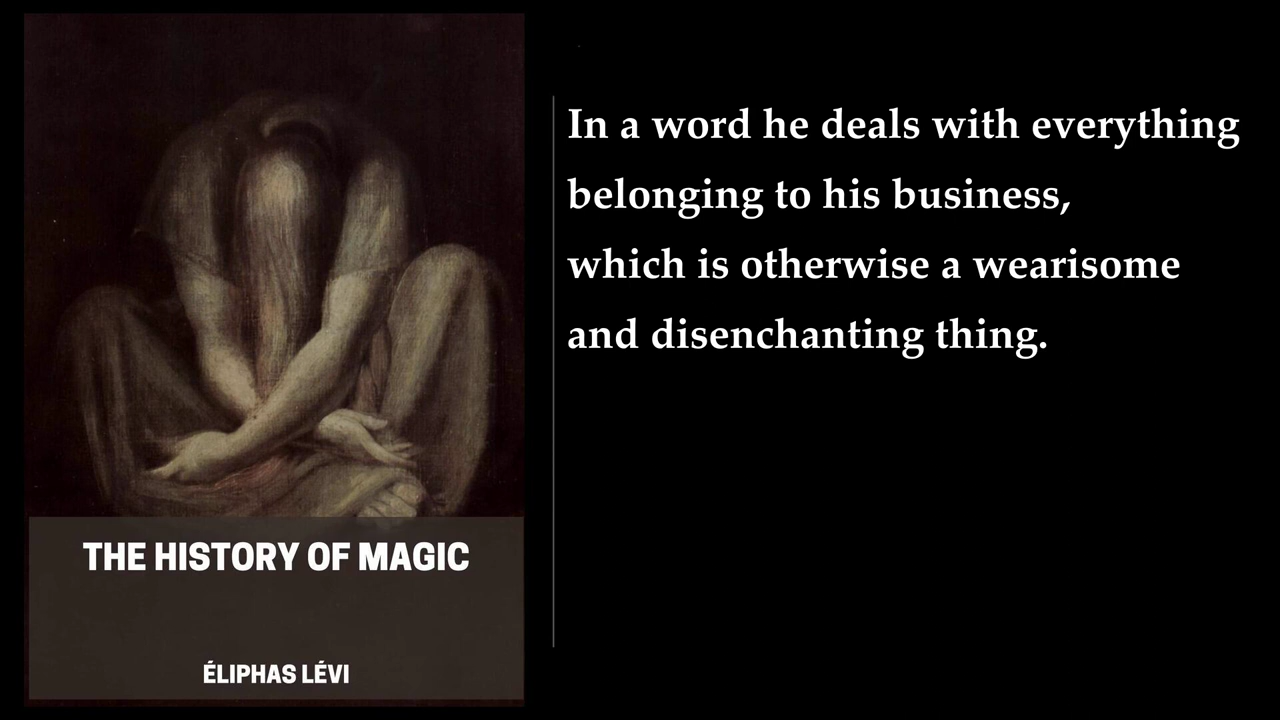 THE HISTORY OF MAGIC
ÉLIPHAS LÉVI
In a word he deals with everything
belonging to his business,
which is otherwise a wearisome
and disenchanting thing.